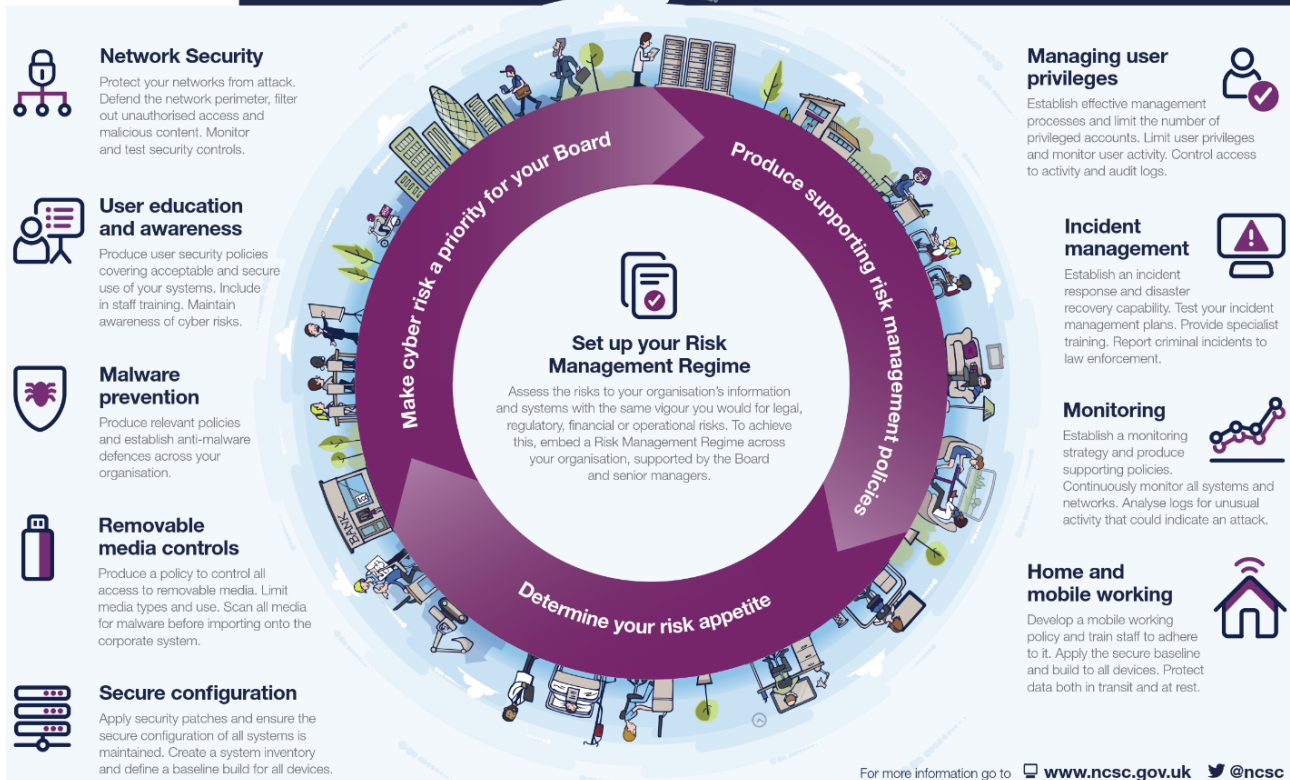 Network Security
Protect your networks from attack.
Defend the network perimeter, filter
out unauthorised access and
malicious content. Monitor
and test security controls.
User education
and awareness
Produce user security policies
covering acceptable and secure
use of your systems. Include
in staff training. Maintain
awareness of cyber risks.
Malware
prevention
Produce relevant policies
and establish anti-malware
defences across your
organisation.
Removable
media controls
Produce a policy to control all
access to removable media. Limit
media types and use. Scan all media
for malware before importing onto the
corporate system.
Secure configuration
Apply security patches and ensure the
secure configuration of all systems is
maintained. Create a system inventory
and define a baseline build for all devices.
Make cyber risk a priority for your Board
Produce supporting risk management policies
Determine your risk appetite
BANK
Set up your Risk
Management Regime
Assess the risks to your organisation's information
and systems with the same vigour you would for legal,
regulatory, financial or operational risks. To achieve
this, embed a Risk Management Regime across
your organisation, supported by the Board
and senior managers.
Managing user
privileges
Establish effective management
processes and limit the number of
privileged accounts. Limit user privileges
and monitor user activity. Control access
to activity and audit logs.
Incident
management
Establish an incident
response and disaster
recovery capability. Test your incident
management plans. Provide specialist
training. Report criminal incidents to
law enforcement.
Monitoring
Establish a monitoring
strategy and produce
supporting policies.
Continuously monitor all systems and
networks. Analyse logs for unusual
activity that could indicate an attack.
Home and
mobile working
Develop a mobile working
policy and train staff to adhere
to it. Apply the secure baseline
and build to all devices. Protect
data both in transit and at rest.
For more information go to www.ncsc.gov.uk @ncsc